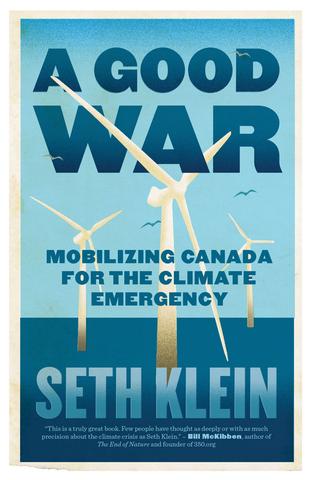 A GOOD
WAR
MOBILIZING CANADA
FOR THE CLIMATE
EMERGENCY
SETH KLEIN
"This is a truly great book. Few people have thought as deeply or with as much
precision about the climate crisis as Seth Klein." – Bill McKibben, author of
The End of Nature and founder of 350.org